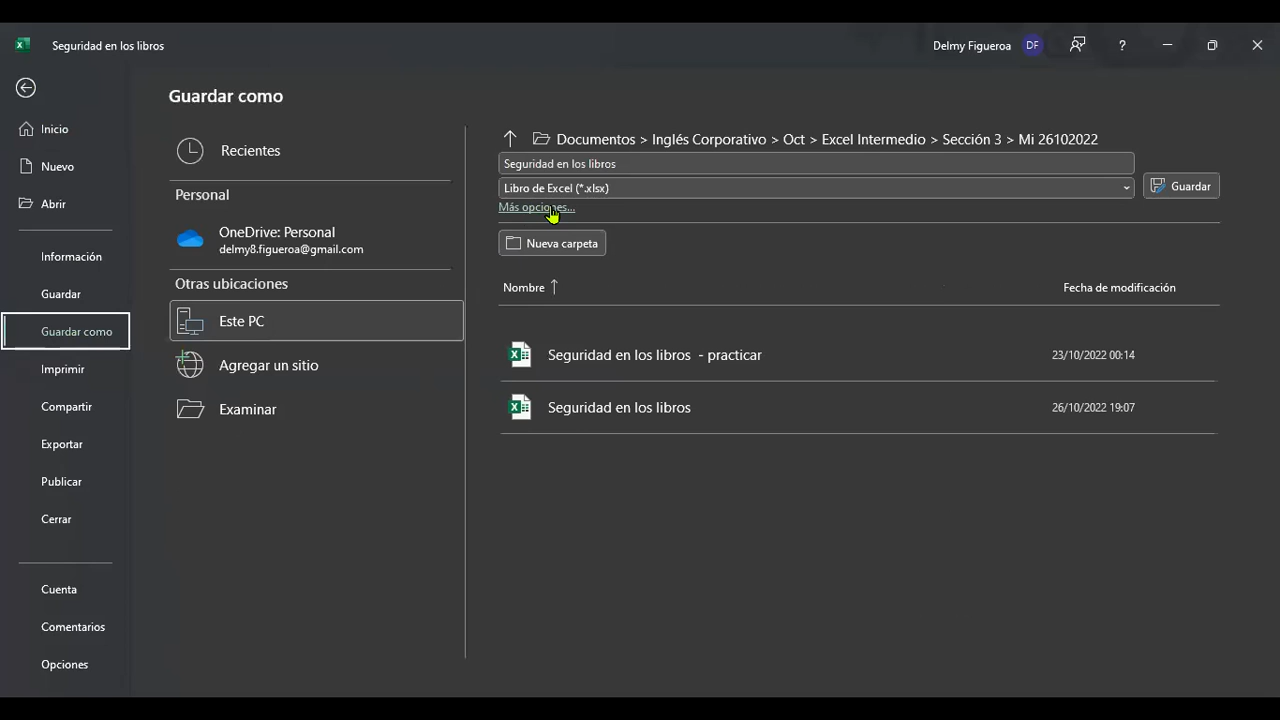 Seguridad en los libros
Delmy Figueroa DF ?
Inicio
Nuevo
Abrir
Información
Guardar
Guardar como
Imprimir
Compartir
Exportar
Publicar
Cerrar
Cuenta
Comentarios
Opciones
Guardar como
Recientes
Personal
OneDrive: Personal
delmy8.figueroa@gmail.com
Otras ubicaciones
Este PC
Agregar un sitio
Examinar
Documentos > Inglés Corporativo > Oct > Excel Intermedio > Sección 3 > Mi 26102022
Seguridad en los libros
Libro de Excel (*.xlsx)
Guardar
Más opciones...
Nueva carpeta
Nombre Fecha de modificación
Seguridad en los libros - practicar 23/10/2022 00:14
Seguridad en los libros 26/10/2022 19:07